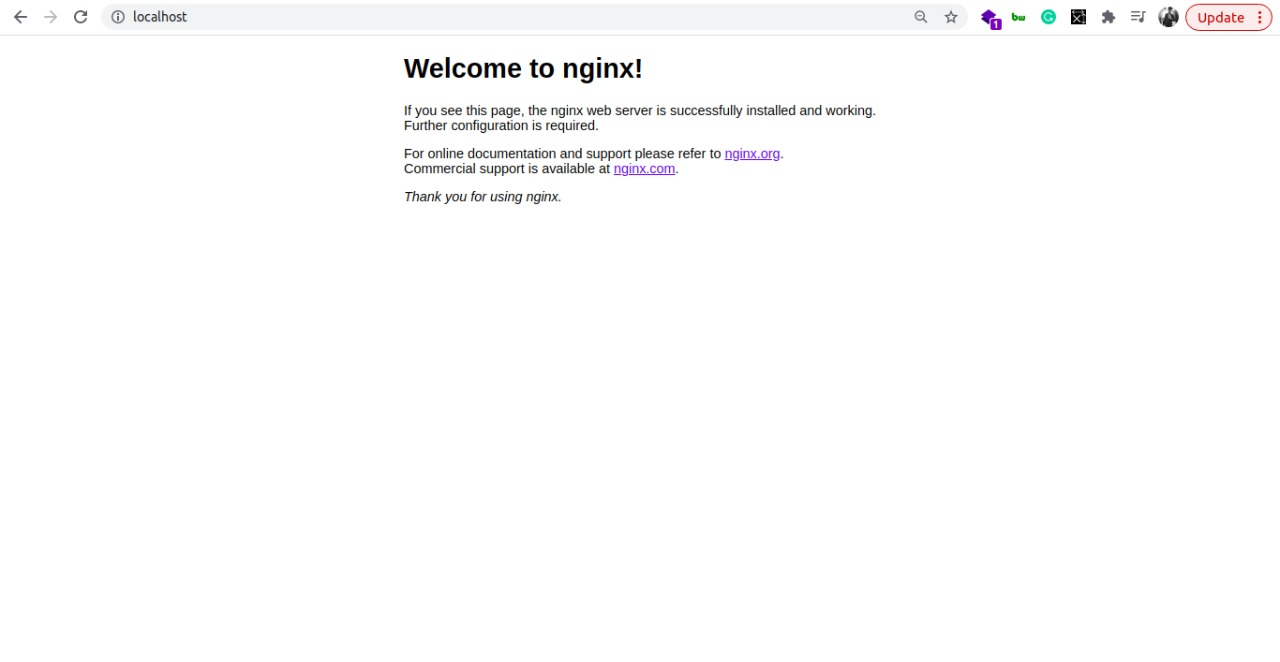 localhost
1
bw
Update
Welcome to nginx!
If you see this page, the nginx web server is successfully installed and working.
Further configuration is required.
For online documentation and support please refer to nginx.org.
Commercial support is available at nginx.com.
Thank you for using nginx.